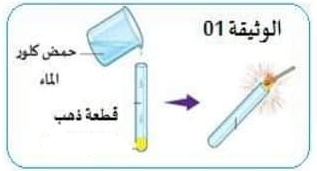 الوثيقة 01
حمض كلور
الماء
قطعة ذهب